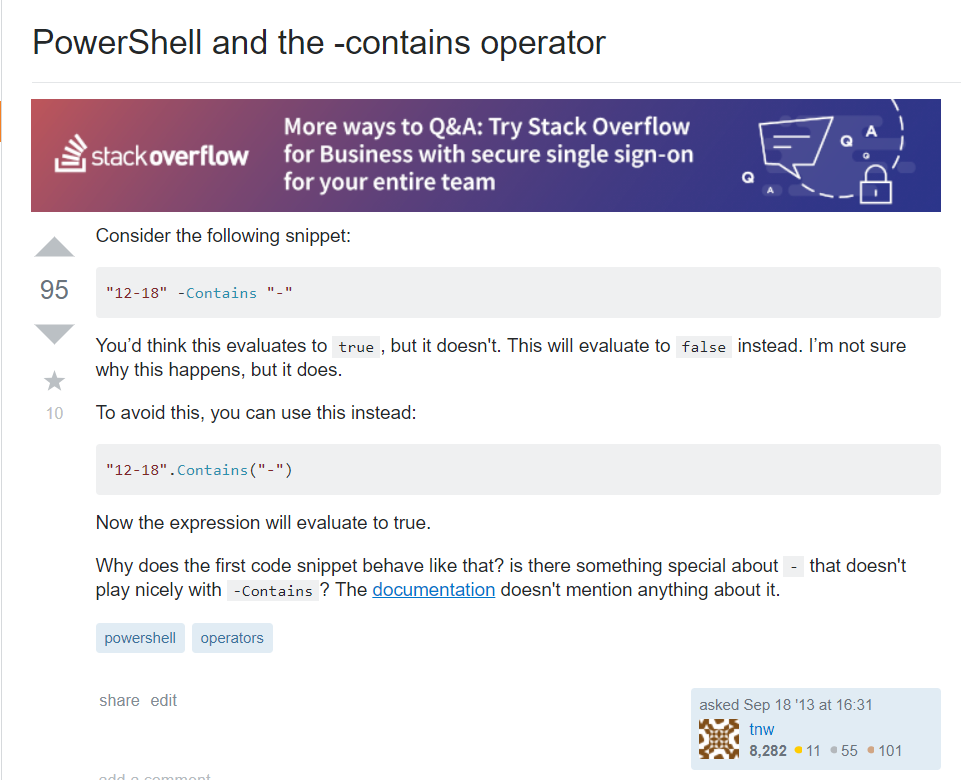 PowerShell and the -contains operator
stackoverflow
More ways to Q&A: Try Stack Overflow
for Business with secure single sign-on
for your entire team
Q
A
Q
A
Consider the following snippet:
95
"12-18" -Contains "-"
You’d think this evaluates to true, but it doesn't. This will evaluate to false instead. I’m not sure
why this happens, but it does.
10
To avoid this, you can use this instead:
"12-18".Contains("-")
Now the expression will evaluate to true.
Why does the first code snippet behave like that? is there something special about - that doesn't
play nicely with -Contains? The documentation doesn't mention anything about it.
powershell operators
share edit
asked Sep 18 '13 at 16:31
tnw
8,282 11 55 101
add a comment